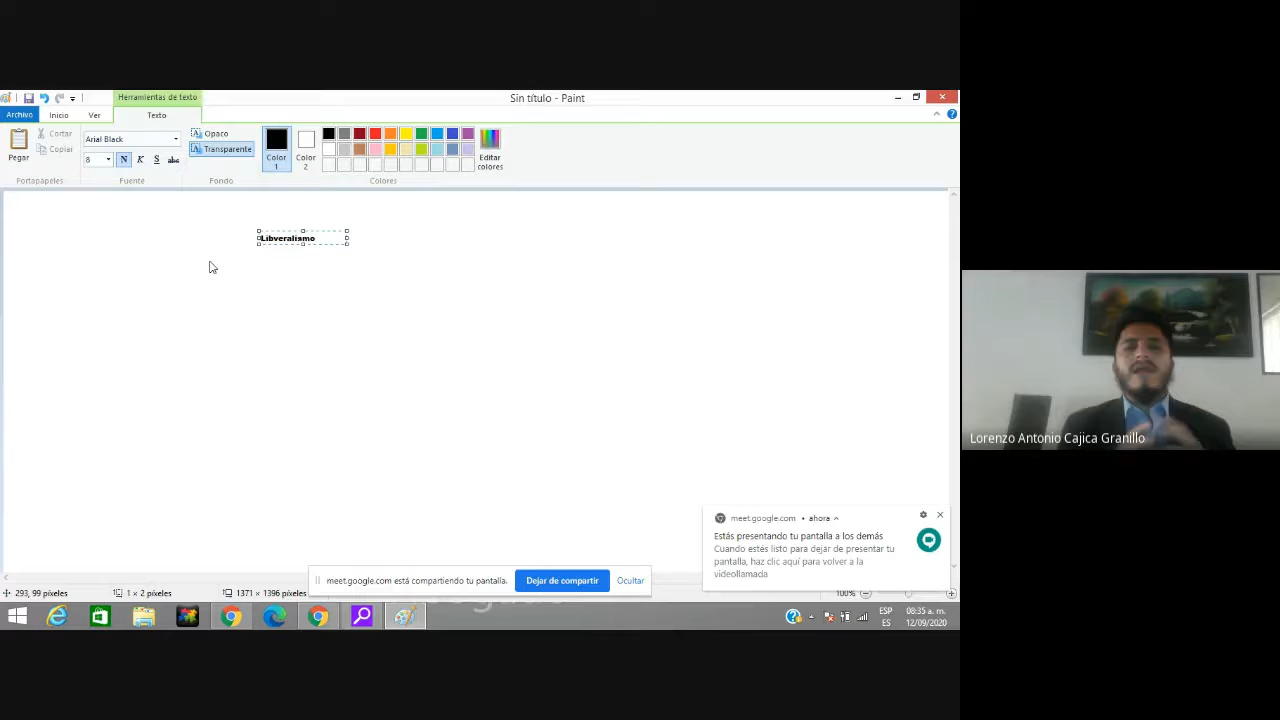 Herramientas de texto
Sin título - Paint
Archivo
Inicio
Ver
Texto
Pegar
Cortar
Copiar
Portapapeles
Arial Black
8
N K S abc
Fuente
Opaco
Transparente
Fondo
Color 1
Color 2
Editar colores
Colores
Libveralismo
Lorenzo Antonio Cajica Granillo
meet.google.com • ahora
Estás presentando tu pantalla a los demás
Cuando estés listo para dejar de presentar tu
pantalla, haz clic aquí para volver a la
videollamada
meet.google.com está compartiendo tu pantalla.
Dejar de compartir
Ocultar
293, 99 píxeles
1 × 2 píxeles
1371 × 1396 píxeles
100%
ESP
ES
08:35 a. m.
12/09/2020